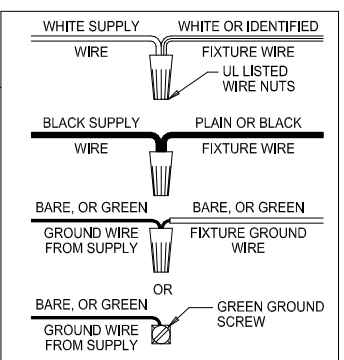 WHITE SUPPLY WHITE OR IDENTIFIED
WIRE FIXTURE WIRE
UL LISTED
WIRE NUTS
BLACK SUPPLY PLAIN OR BLACK
WIRE FIXTURE WIRE
BARE, OR GREEN BARE, OR GREEN
GROUND WIRE FIXTURE GROUND
FROM SUPPLY WIRE
OR
BARE, OR GREEN GREEN GROUND
SCREW
GROUND WIRE
FROM SUPPLY